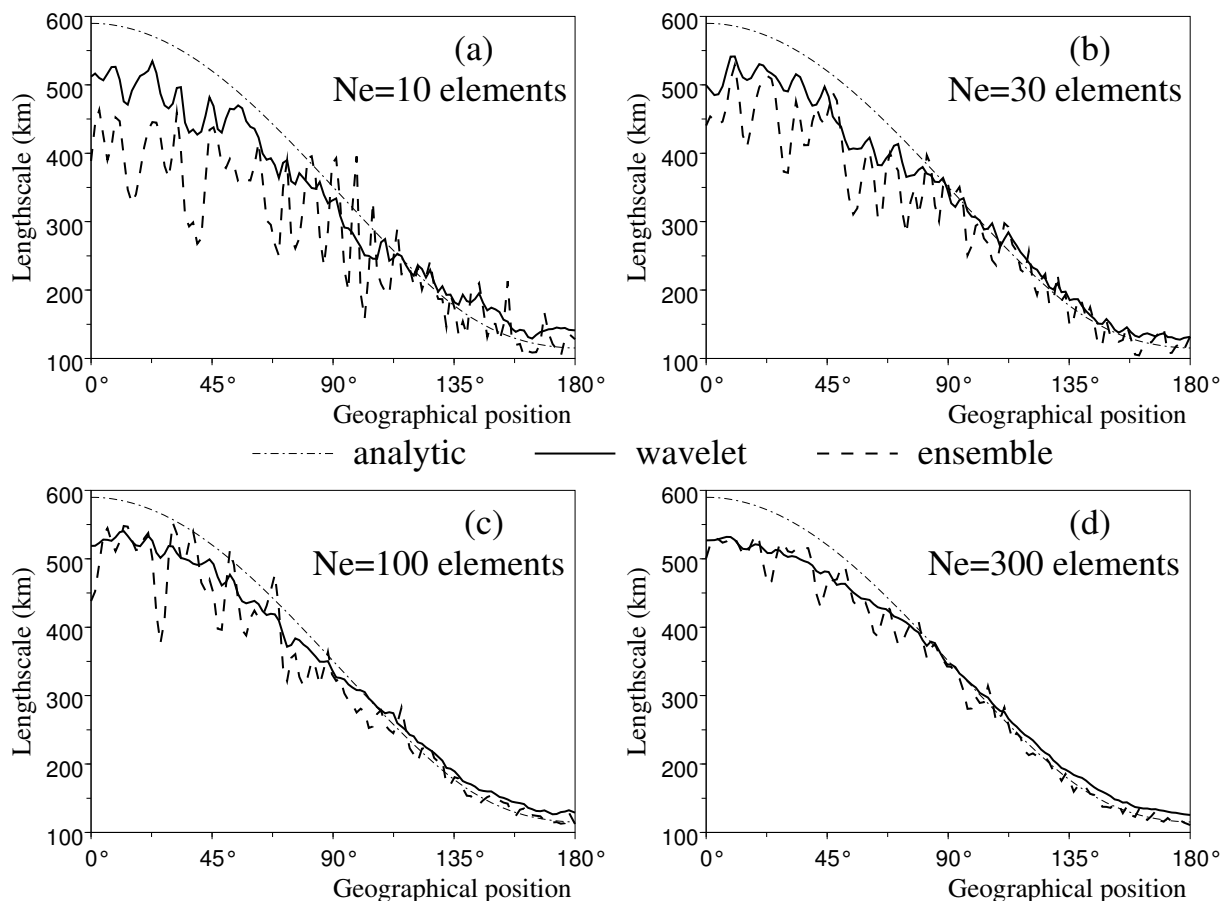 600
500
400
300
200
100
Lengthscale (km)
(a)
Ne=10 elements
0° 45° 90° 135° 180°
Geographical position
600
500
400
300
200
100
Lengthscale (km)
(b)
Ne=30 elements
0° 45° 90° 135° 180°
Geographical position
analytic wavelet ensemble
600
500
400
300
200
100
Lengthscale (km)
(c)
Ne=100 elements
0° 45° 90° 135° 180°
Geographical position
600
500
400
300
200
100
Lengthscale (km)
(d)
Ne=300 elements
0° 45° 90° 135° 180°
Geographical position